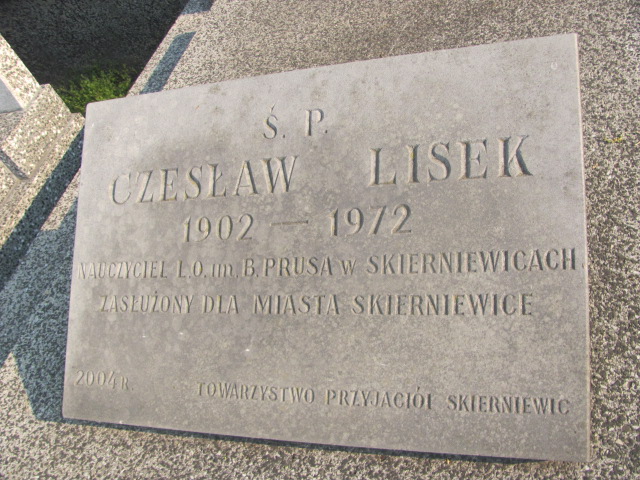 Ś. P.
CZESŁAW LISEK
1902 — 1972
NAUCZYCIEL L.O. im. B. PRUSA w SKIERNIEWICACH.
ZASŁUŻONY DLA MIASTA SKIERNIEWICE
2004 R. TOWARZYSTWO PRZYJACIÓŁ SKIERNIEWIC